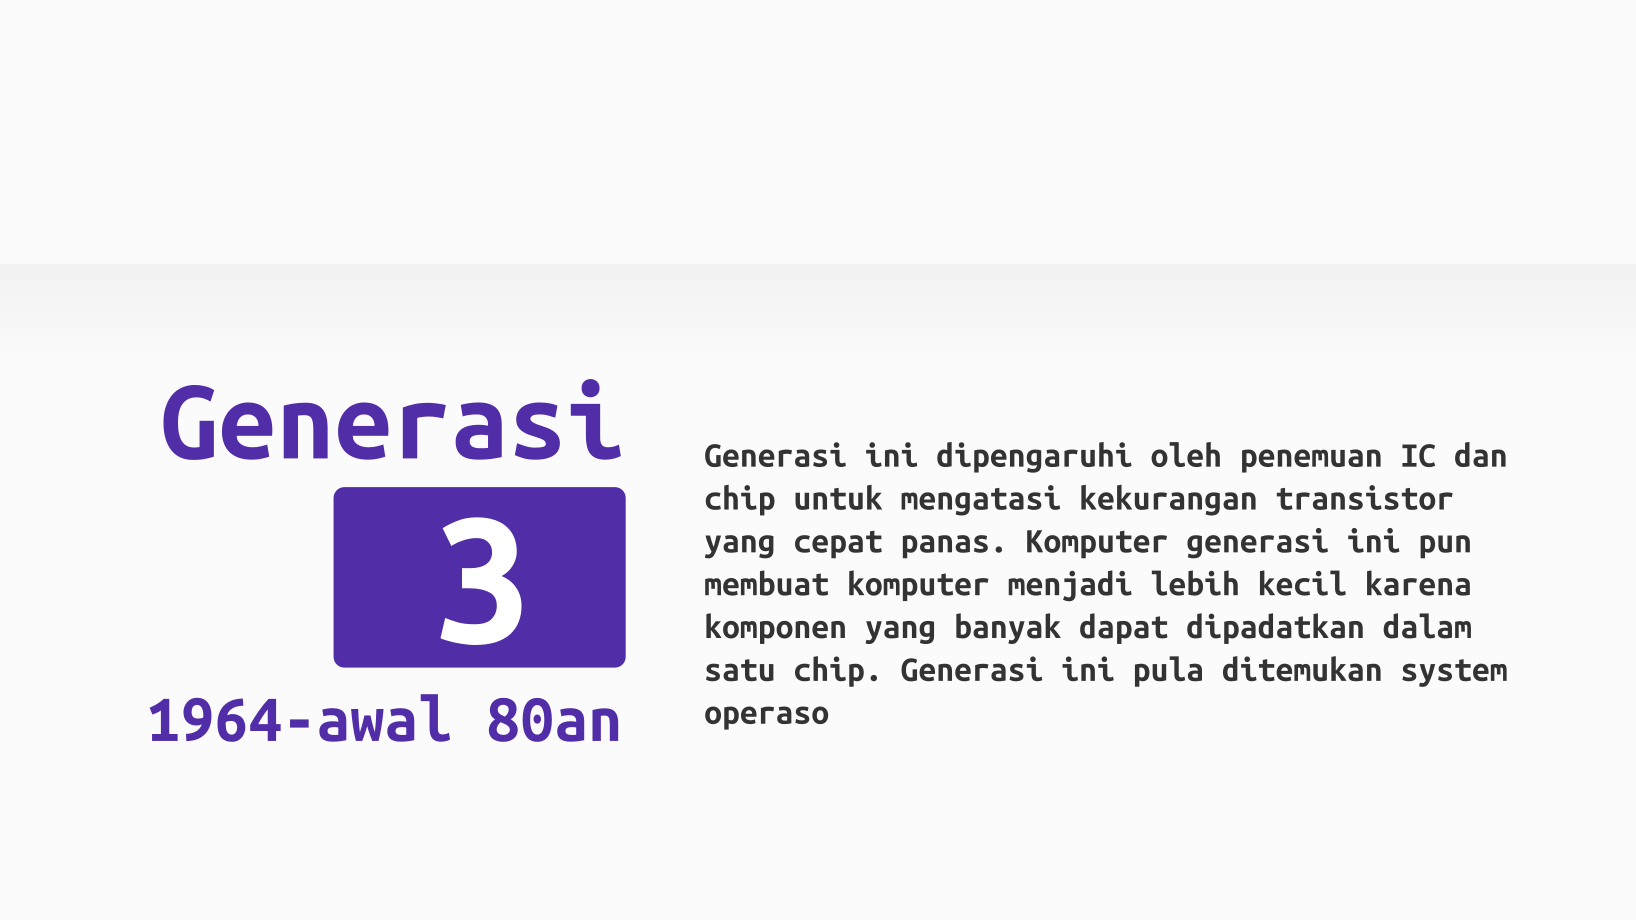 Generasi
3
1964-awal 80an
Generasi ini dipengaruhi oleh penemuan IC dan
chip untuk mengatasi kekurangan transistor
yang cepat panas. Komputer generasi ini pun
membuat komputer menjadi lebih kecil karena
komponen yang banyak dapat dipadatkan dalam
satu chip. Generasi ini pula ditemukan system
operaso